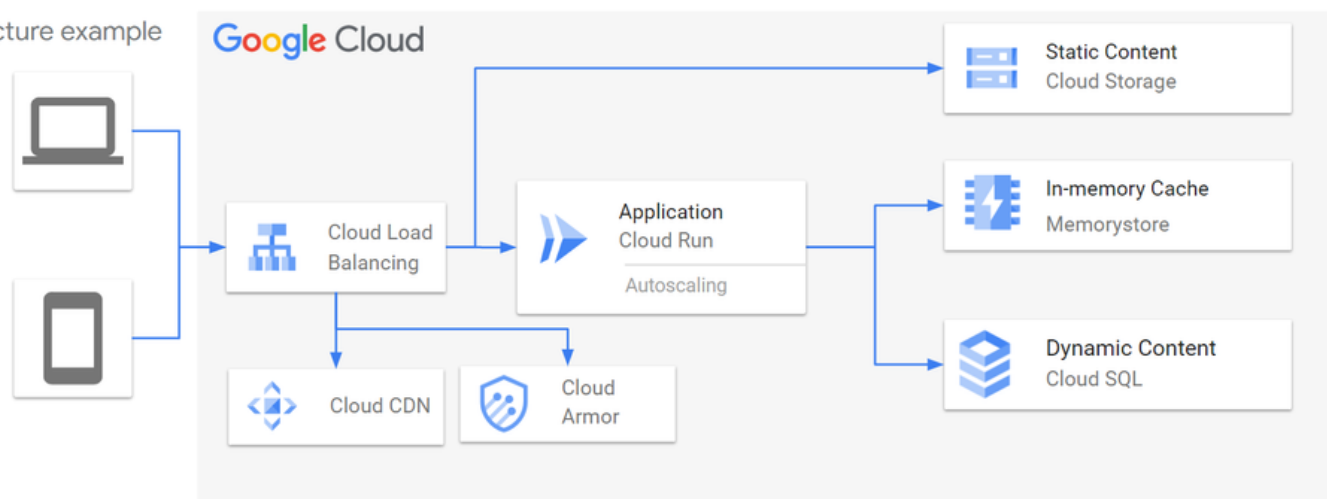 cture example
Google Cloud
Static Content
Cloud Storage
In-memory Cache
Memorystore
Application
Cloud Run
Autoscaling
Cloud Load
Balancing
Dynamic Content
Cloud SQL
Cloud CDN
Cloud
Armor